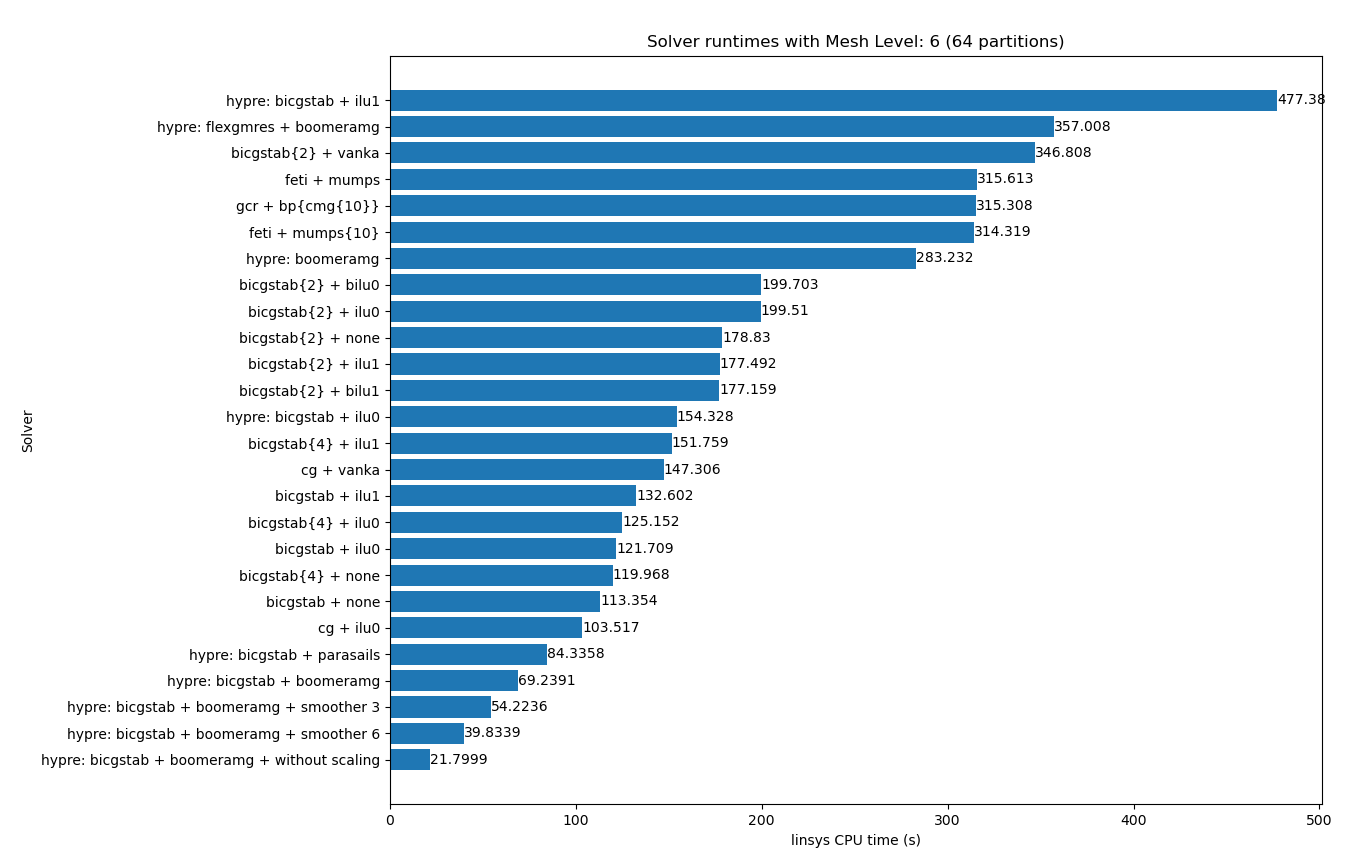 Solver runtimes with Mesh Level: 6 (64 partitions)
hypre: bicgstab + ilu1 477.38
hypre: flexgmres + boomeramg 357.008
bicgstab{2} + vanka 346.808
feti + mumps 315.613
gcr + bp{cmg{10}} 315.308
feti + mumps{10} 314.319
hypre: boomeramg 283.232
bicgstab{2} + bilu0 199.703
bicgstab{2} + ilu0 199.51
bicgstab{2} + none 178.83
bicgstab{2} + ilu1 177.492
bicgstab{2} + bilu1 177.159
hypre: bicgstab + ilu0 154.328
bicgstab{4} + ilu1 151.759
cg + vanka 147.306
bicgstab + ilu1 132.602
bicgstab{4} + ilu0 125.152
bicgstab + ilu0 121.709
bicgstab{4} + none 119.968
bicgstab + none 113.354
cg + ilu0 103.517
hypre: bicgstab + parasails 84.3358
hypre: bicgstab + boomeramg 69.2391
hypre: bicgstab + boomeramg + smoother 3 54.2236
hypre: bicgstab + boomeramg + smoother 6 39.8339
hypre: bicgstab + boomeramg + without scaling 21.7999
Solver
0 100 200 300 400 500
linsys CPU time (s)